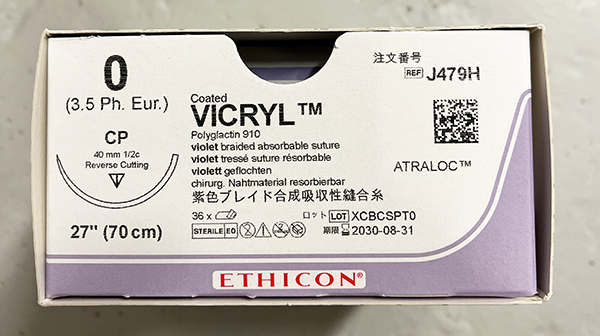 0
(3.5 Ph. Eur.)
CP
40 mm 1/2c
Reverse Cutting
27" (70 cm)
Coated
VICRYL™
Polyglactin 910
violet braided absorbable suture
violet tressé suture résorbable
violett geflochten
chirurg. Nahtmaterial resorbierbar
紫色ブレイド合成吸収性縫合糸
36 x
ロット LOT XCBCSPT0
STERILE EO
期限 2030-08-31
注文番号
REF J479H
ATRALOC™
ETHICON®